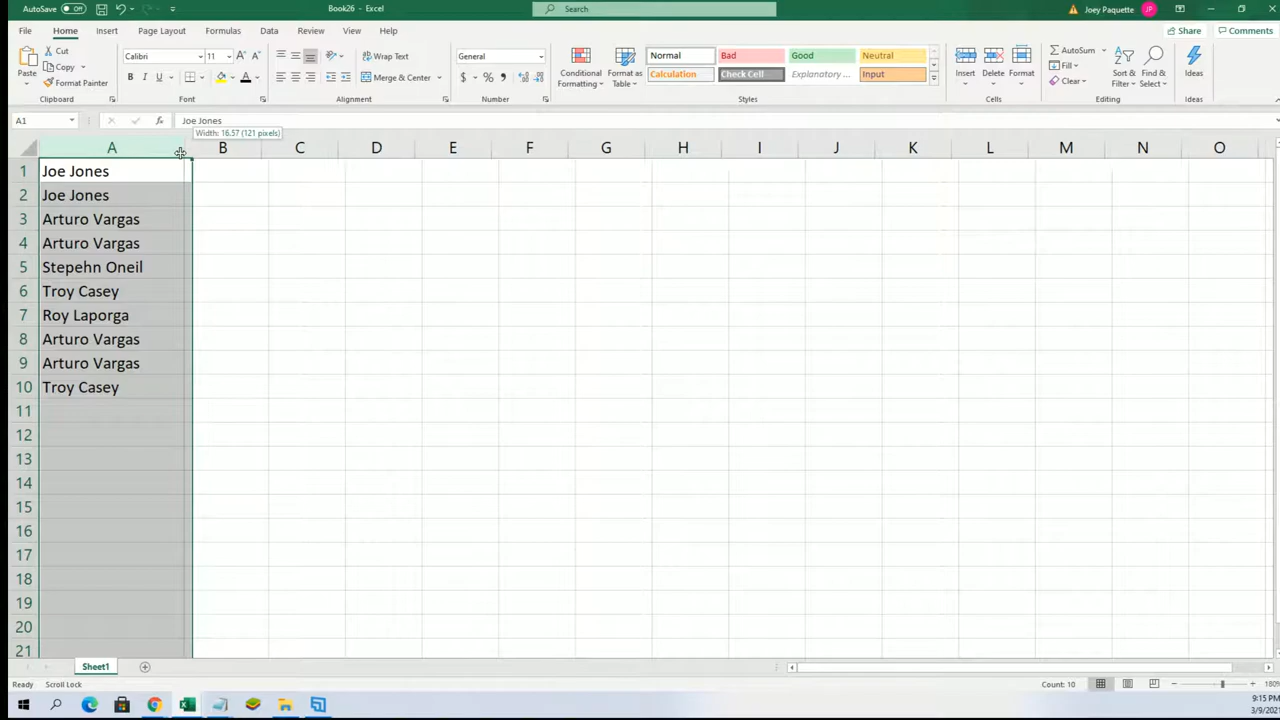 AutoSave Off Book26 - Excel Search Joey Paquette JP
File Home Insert Page Layout Formulas Data Review View Help Share Comments
Paste Cut Copy Format Painter Clipboard
Calibri 11 B I U A Font
Wrap Text Merge & Center Alignment
General $ % , Number
Conditional Formatting Format as Table
Normal Bad Good Neutral
Calculation Check Cell Explanatory ... Input
Styles
Insert Delete Format Cells
AutoSum Fill Clear Sort & Filter Find & Select Editing
Ideas Ideas
A1 fx Joe Jones
Width: 16.57 (121 pixels)
A B C D E F G H I J K L M N O
1 Joe Jones
2 Joe Jones
3 Arturo Vargas
4 Arturo Vargas
5 Stepehn Oneil
6 Troy Casey
7 Roy Laporga
8 Arturo Vargas
9 Arturo Vargas
10 Troy Casey
11
12
13
14
15
16
17
18
19
20
21
Sheet1
Ready Scroll Lock Count: 10 180%
9:15 PM
3/9/202